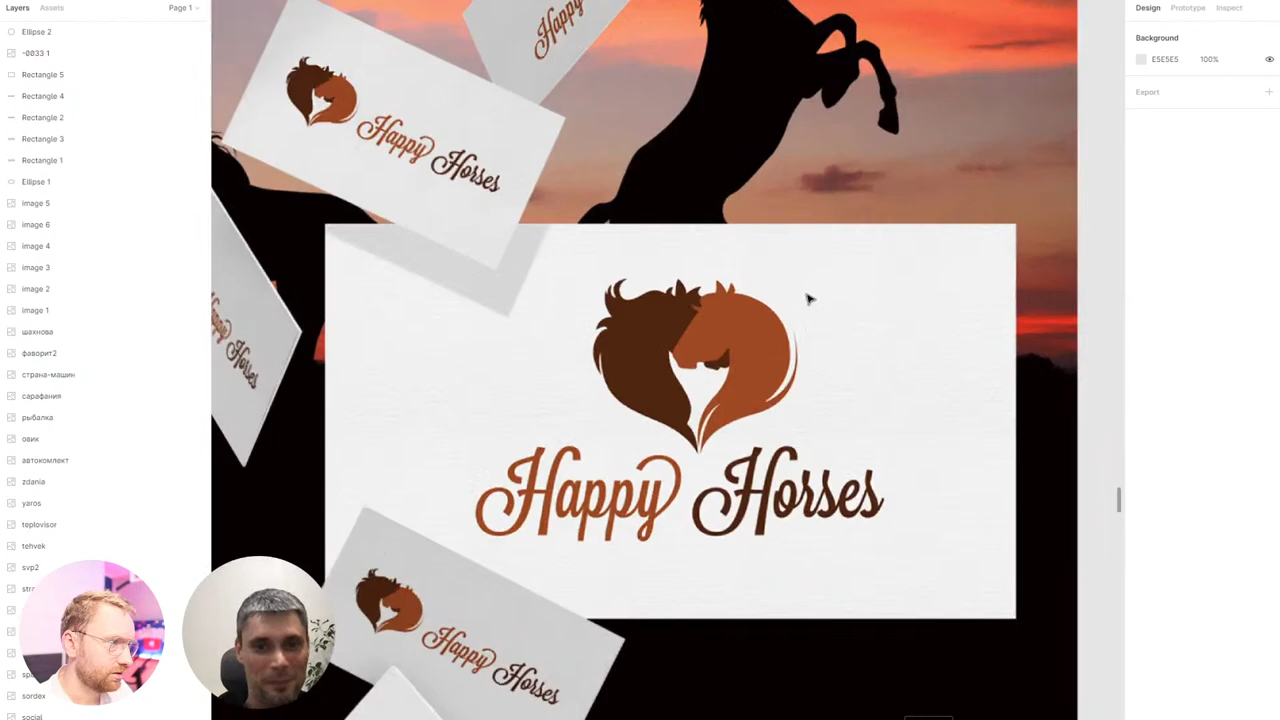 Layers Assets Page 1
Ellipse 2
-0033 1
Rectangle 5
Rectangle 4
Rectangle 2
Rectangle 3
Rectangle 1
Ellipse 1
image 5
image 6
image 4
image 3
image 2
image 1
шахнова
фаворит2
страна-машин
сарафания
рыбалка
овик
автокомлект
zdania
yaros
teplovisor
tehvek
svp2
sordex
social
Happy
Happy Horses
Happy Horses
Happy Horses
Happy Horses
Design Prototype Inspect
Background
E5E5E5 100%
Export